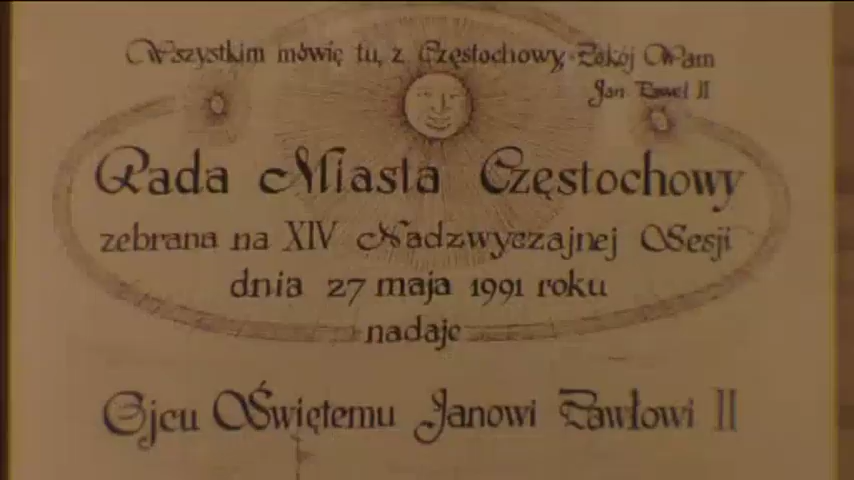 Wszystkim mówię tu, z Częstochowy, Pokój Wam
Jan Paweł II
Rada Miasta Częstochowy
zebrana na XIV Nadzwyczajnej Sesji
dnia 27 maja 1991 roku
nadaje
Ojcu Świętemu Janowi Pawłowi II